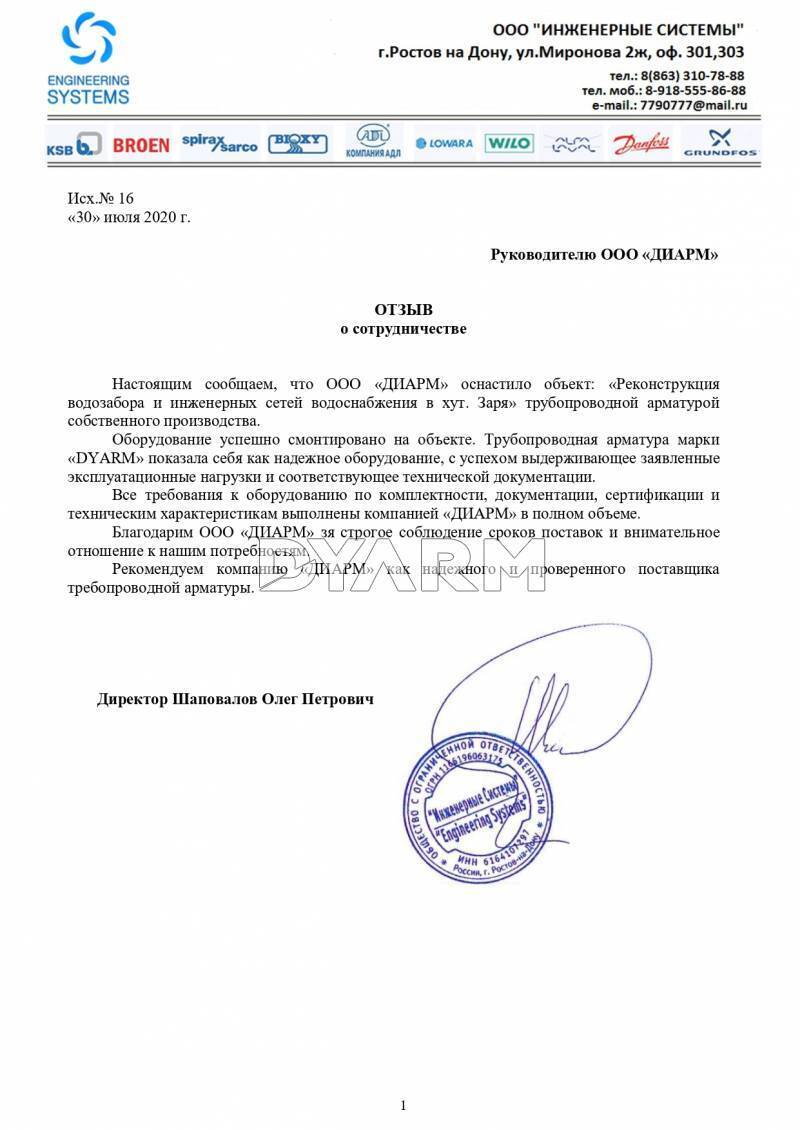 ENGINEERING
SYSTEMS
ООО "ИНЖЕНЕРНЫЕ СИСТЕМЫ"
г.Ростов на Дону, ул.Миронова 2ж, оф. 301,303
тел.: 8(863) 310-78-88
тел. моб.: 8-918-555-86-88
e-mail.: 7790777@mail.ru
KSB b BROEN spirax sarco BROXY АДЛ КОМПАНИЯ АДЛ LOWARA WILO Danfoss GRUNDFOS
Исх.№ 16
«30» июля 2020 г.
Руководителю ООО «ДИАРМ»
ОТЗЫВ
о сотрудничестве
Настоящим сообщаем, что ООО «ДИАРМ» оснастило объект: «Реконструкция
водозабора и инженерных сетей водоснабжения в хут. Заря» трубопроводной арматурой
собственного производства.
Оборудование успешно смонтировано на объекте. Трубопроводная арматура марки
«DYARM» показала себя как надежное оборудование, с успехом выдерживающее заявленные
эксплуатационные нагрузки и соответствующее технической документации.
Все требования к оборудованию по комплектности, документации, сертификации и
техническим характеристикам выполнены компанией «ДИАРМ» в полном объеме.
Благодарим ООО «ДИАРМ» зя строгое соблюдение сроков поставок и внимательное
отношение к нашим потребностям.
Рекомендуем компанию «ДИАРМ» как надежного и проверенного поставщика
требопроводной арматуры.
DYARM
Директор Шаповалов Олег Петрович
ОБЩЕСТВО С ОГРАНИЧЕННОЙ ОТВЕТСТВЕННОСТЬЮ
ОГРН 1166196063175
"Инженерные Системы"
"Engineering Systems"
ИНН 6164107297
Россия, г. Ростов-на-Дону
1